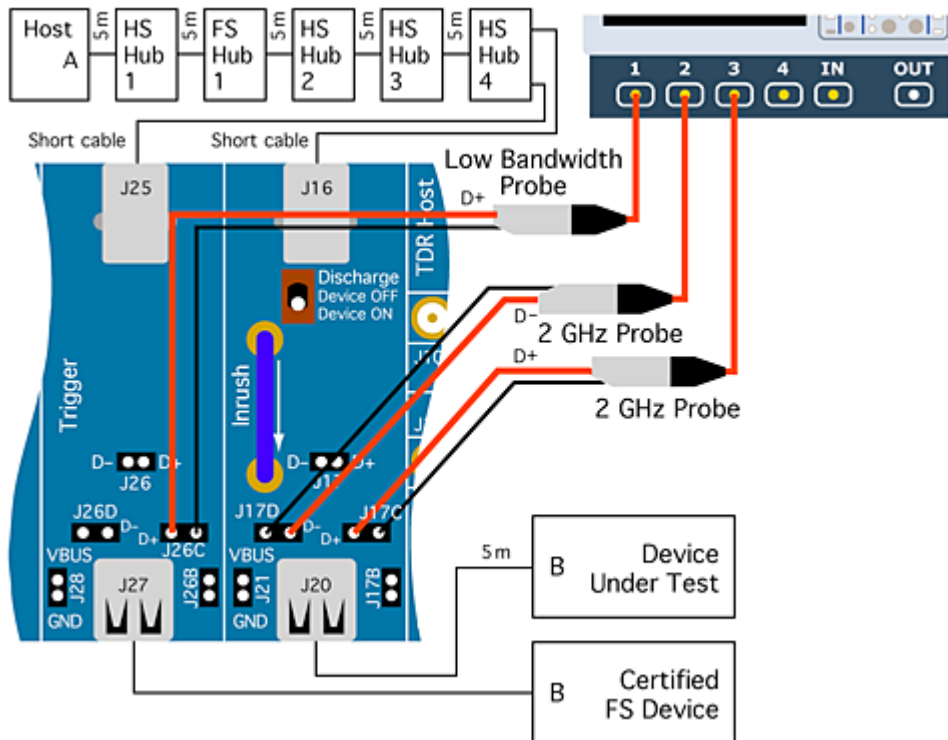 Host
A
5m
HS
Hub
1
5m
FS
Hub
1
5m
HS
Hub
2
5m
HS
Hub
3
5m
HS
Hub
4
1 2 3 4 IN OUT
Short cable
Short cable
J25
J16
Low Bandwidth
Probe
D+
TDR Host
Discharge
Device OFF
Device ON
D-
2 GHz Probe
D+
2 GHz Probe
Trigger
Inrush
D- D+
J26
D- D+
J26D
D-
D+
J26C
J17D
D-
D+
J17C
VBUS
J28
GND
J27
J26B
VBUS
J21
GND
J20
J17B
5m
B
Device
Under Test
B
Certified
FS Device